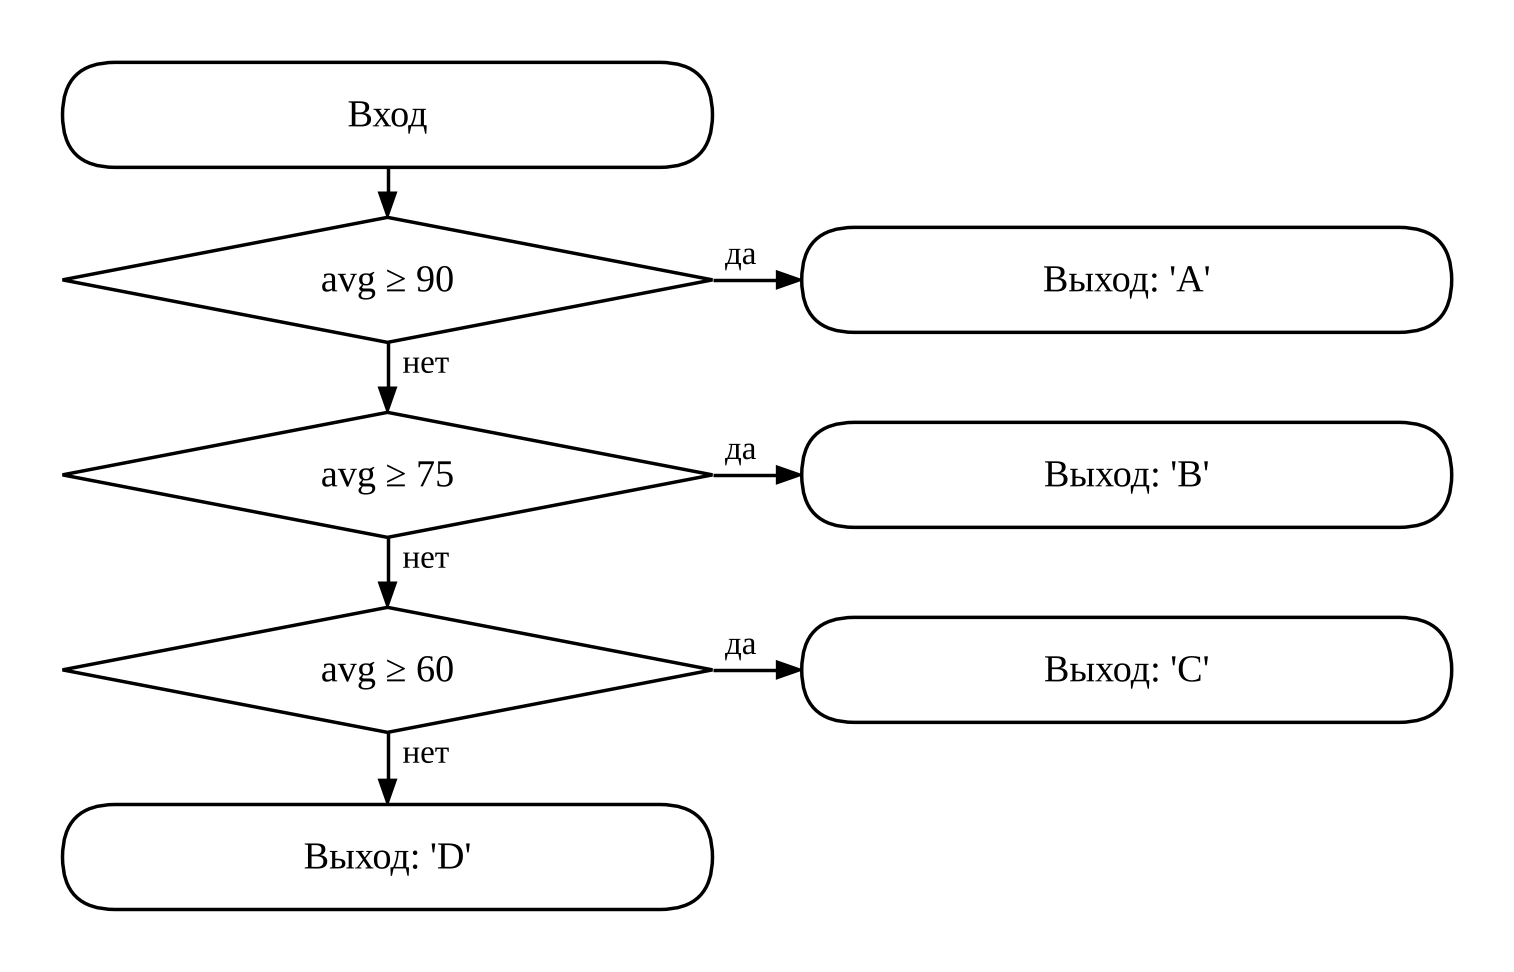 Вход
avg ≥ 90
да
Выход: 'A'
нет
avg ≥ 75
да
Выход: 'B'
нет
avg ≥ 60
да
Выход: 'C'
нет
Выход: 'D'